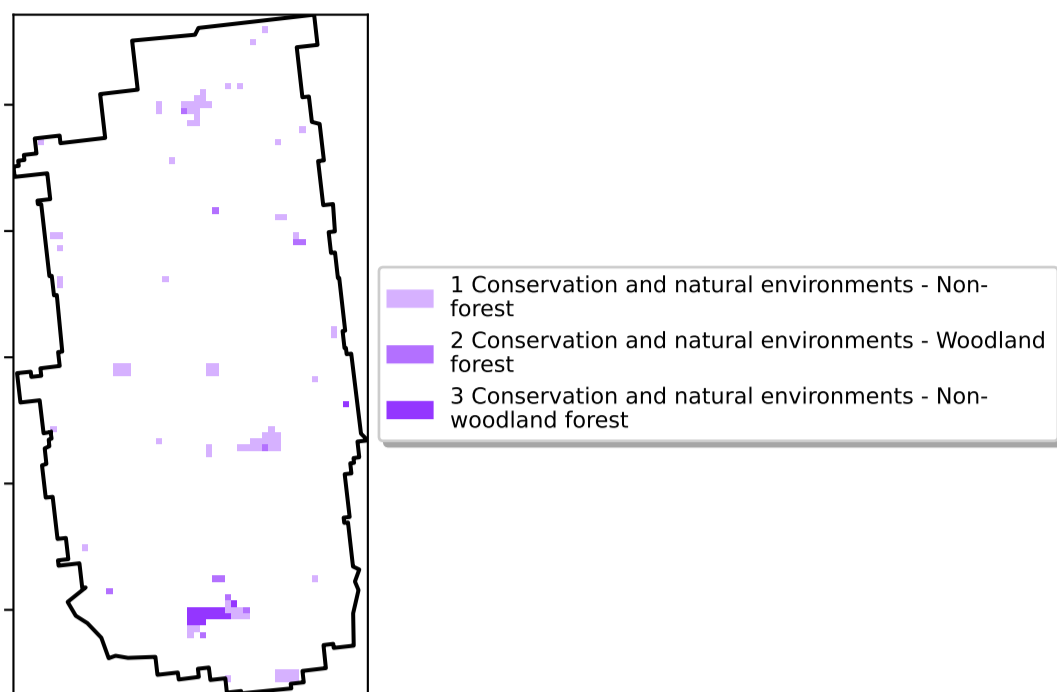 1 Conservation and natural environments - Non-
forest
2 Conservation and natural environments - Woodland
forest
3 Conservation and natural environments - Non-
woodland forest